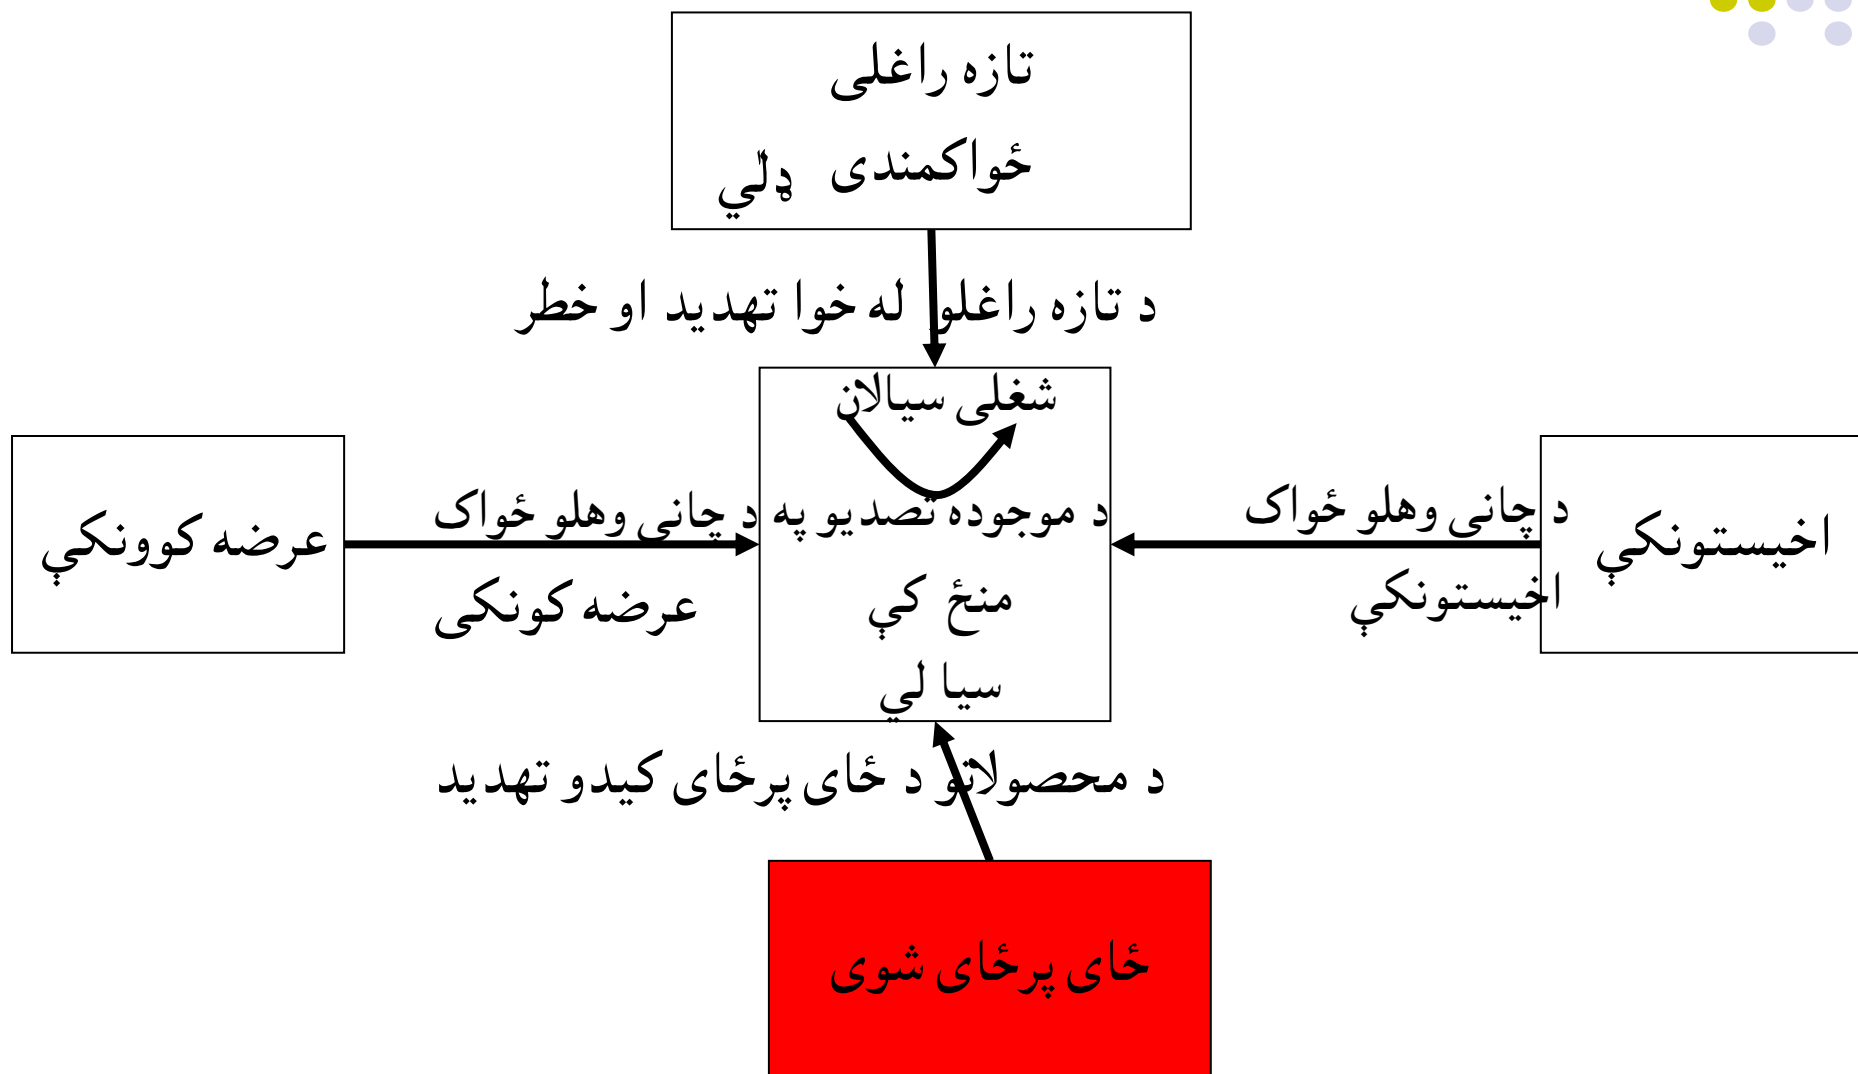 تازه راغلی
ځواکمندی ډلي
د تازه راغلو له خوا تهدید او خطر
شغلی سیالان
د موجوده تصدیو په
منځ کې
سیا لي
اخیستونکې
د چانی وهلو ځواک
اخیستونکې
د چانی وهلو ځواک
عرضه کونکی
عرضه کوونکې
د محصولاتو د ځای پرځای کیدو تهدید
ځای پرځای شوی